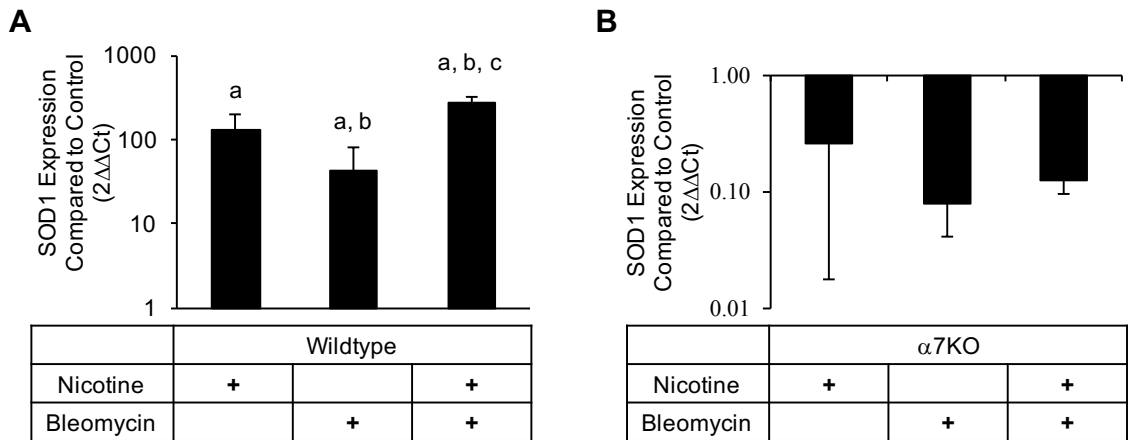 A
SOD1 Expression
Compared to Control
(2ΔΔCt)
1000
100
10
1
a
a, b
a, b, c
Wildtype
Nicotine + +
Bleomycin + +
B
SOD1 Expression
Compared to Control
(2ΔΔCt)
1.00
0.10
0.01
α7KO
Nicotine + +
Bleomycin + +